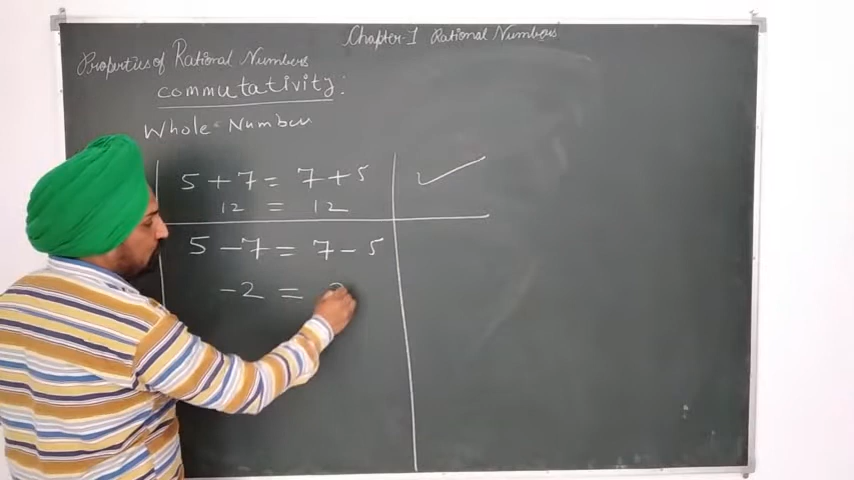 Chapter-1 Rational Numbers
Properties of Rational Numbers
commutativity:
Whole-Number
5+7=7+5 ✓
12 = 12
5-7=7-5
-2 = 2